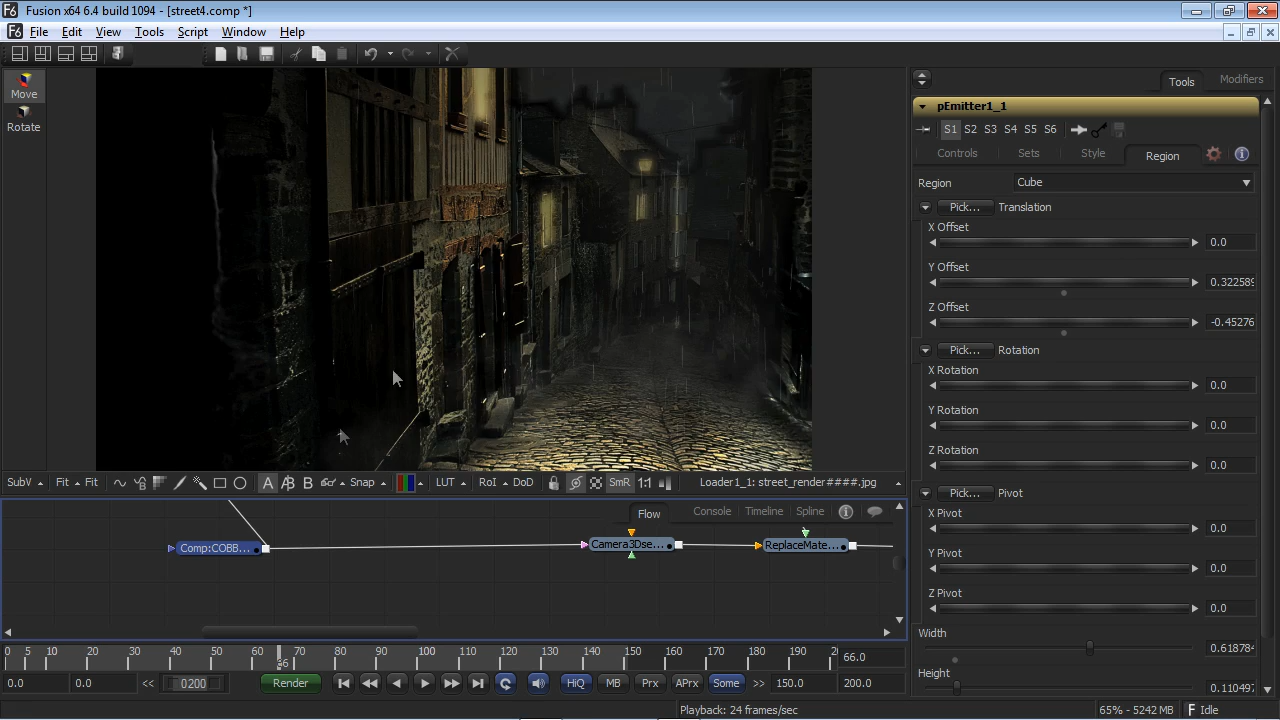 Fusion x64 6.4 build 1094 - [street4.comp *]
File Edit View Tools Script Window Help
Move
Rotate
Tools Modifiers
pEmitter1_1
S1 S2 S3 S4 S5 S6
Controls Sets Style Region
Region Cube
Pick... Translation
X Offset
0.0
Y Offset
0.322589
Z Offset
-0.45276
Pick... Rotation
X Rotation
0.0
Y Rotation
0.0
Z Rotation
0.0
Pick... Pivot
X Pivot
0.0
Y Pivot
0.0
Z Pivot
0.0
Width
0.618784
Height
0.110497
SubV Fit Fit A B B Snap LUT RoI DoD SmR 1:1 Loader1_1: street_render####.jpg
Flow Console Timeline Spline
Comp:COBB... Camera3Dse... ReplaceMate...
0 5 10 20 30 40 50 60 70 80 90 100 110 120 130 140 150 160 170 180 190 2
66
66.0
0.0 0.0 << 0200 Render HiQ MB Prx APrx Some >> 150.0 200.0
Playback: 24 frames/sec 65% - 5242 MB Idle